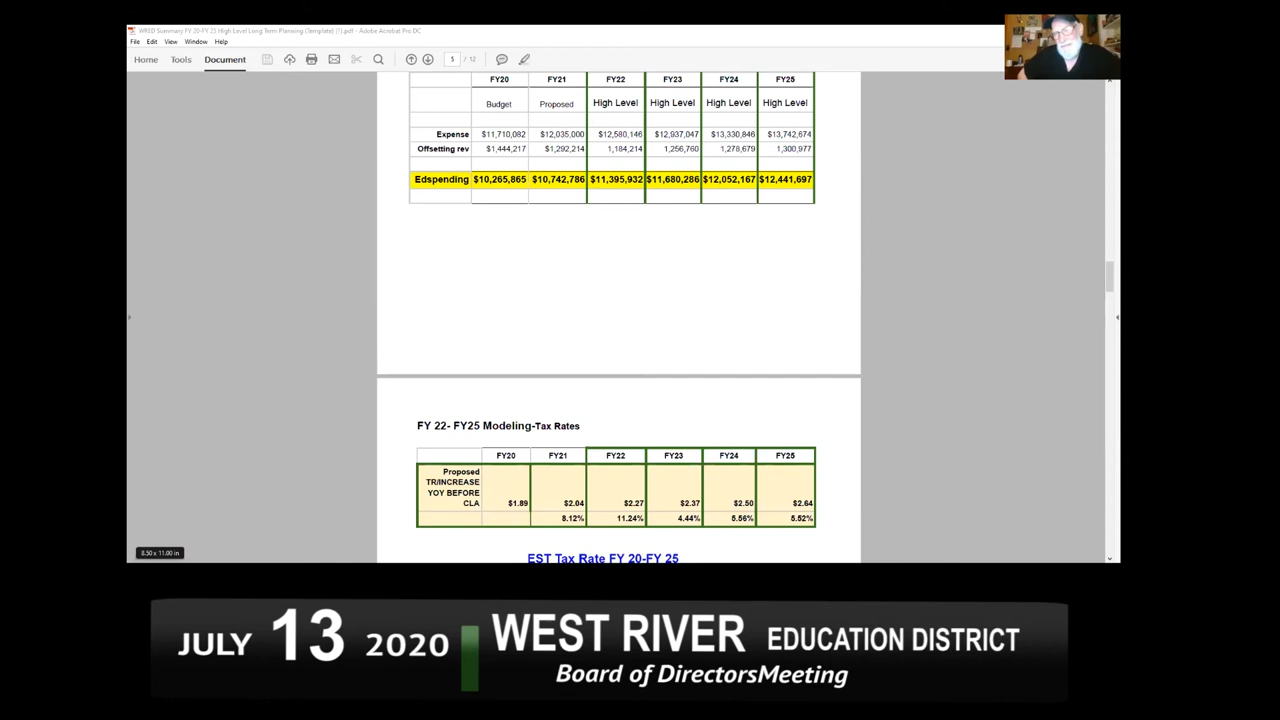 WRED Summary FY 20-FY 25 High Level Long Term Planning (Template) (1).pdf - Adobe Acrobat Pro DC
File Edit View Window Help
Home Tools Document 5 / 12
FY20 FY21 FY22 FY23 FY24 FY25
Budget Proposed High Level High Level High Level High Level
Expense $11,710,082 $12,035,000 $12,580,146 $12,937,047 $13,330,846 $13,742,674
Offsetting rev $1,444,217 $1,292,214 1,184,214 1,256,760 1,278,679 1,300,977
Edspending $10,265,865 $10,742,786 $11,395,932 $11,680,286 $12,052,167 $12,441,697
FY 22- FY25 Modeling-Tax Rates
FY20 FY21 FY22 FY23 FY24 FY25
Proposed
TR/INCREASE
YOY BEFORE
CLA $1.89 $2.04 $2.27 $2.37 $2.50 $2.64
8.12% 11.24% 4.44% 5.56% 5.52%
8.50 x 11.00 in
EST Tax Rate FY 20-FY 25
JULY 13 2020 WEST RIVER EDUCATION DISTRICT
Board of DirectorsMeeting